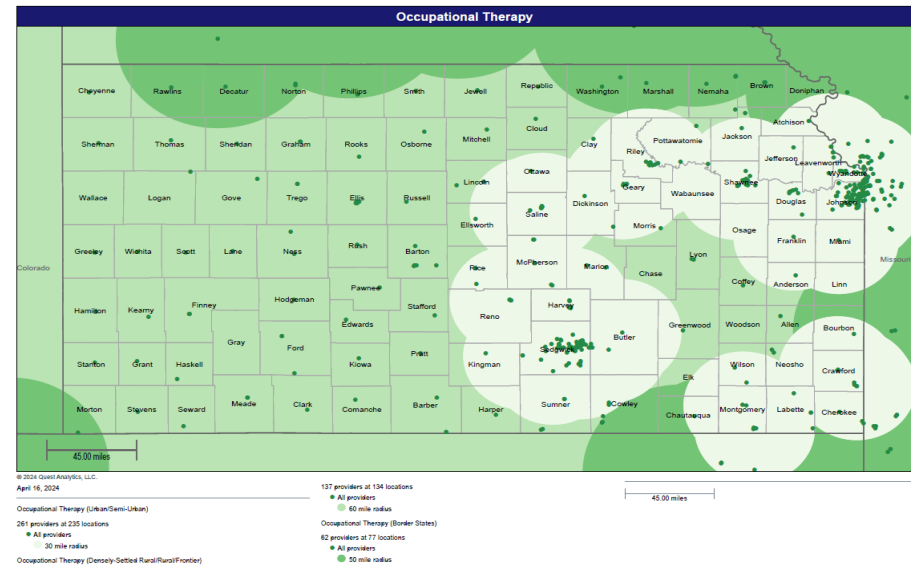 Occupational Therapy
Cheyenne Rawlins Decatur Norton Phillips Smith Jewell Republic Washington Marshall Nemaha Brown Doniphan
Atchison
Sherman Thomas Sheridan Graham Rooks Osborne Mitchell Cloud Clay Riley Pottawatomie Jackson
Jefferson Leavenworth
Wyandotte
Wallace Logan Gove Trego Ellis Russell Lincoln Ottawa Dickinson Geary Wabaunsee Shawnee Douglas Johnson
Saline
Ellsworth Morris Osage
Greeley Wichita Scott Lane Ness Rush Barton Rice McPherson Marion Chase Lyon Franklin Miami
Colorado
Missouri
Hamilton Kearny Finney Hodgeman Pawnee Stafford Reno Harvey Coffey Anderson Linn
Edwards
Gray Ford Pratt Kingman Sedgwick Butler Greenwood Woodson Allen Bourbon
Stanton Grant Haskell Kiowa Elk Wilson Neosho Crawford
Morton Stevens Seward Meade Clark Comanche Barber Harper Sumner Cowley Chautauqua Montgomery Labette Cherokee
45.00 miles
© 2024 Quest Analytics, LLC.
April 16, 2024
Occupational Therapy (Urban/Semi-Urban)
261 providers at 235 locations
All providers
30 mile radius
Occupational Therapy (Densely-Settled Rural/Rural/Frontier)
137 providers at 134 locations
All providers
60 mile radius
Occupational Therapy (Border States)
62 providers at 77 locations
All providers
50 mile radius
45.00 miles